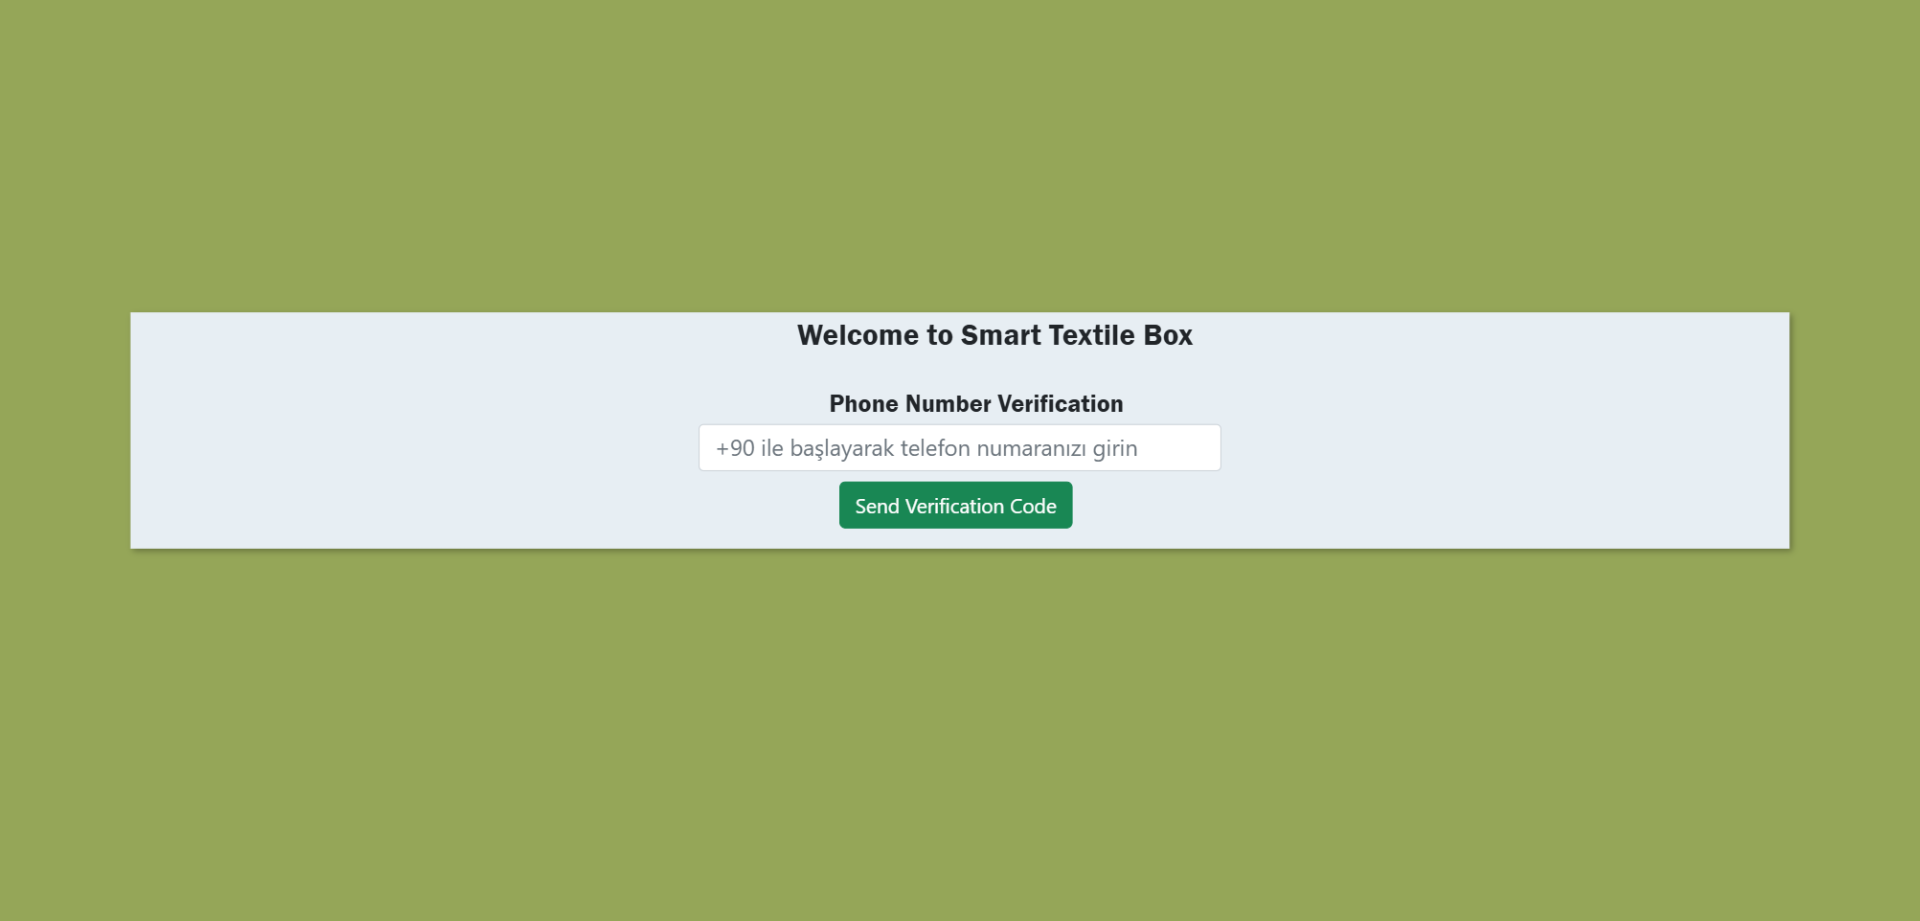 Welcome to Smart Textile Box
Phone Number Verification
+90 ile başlayarak telefon numaranızı girin
Send Verification Code